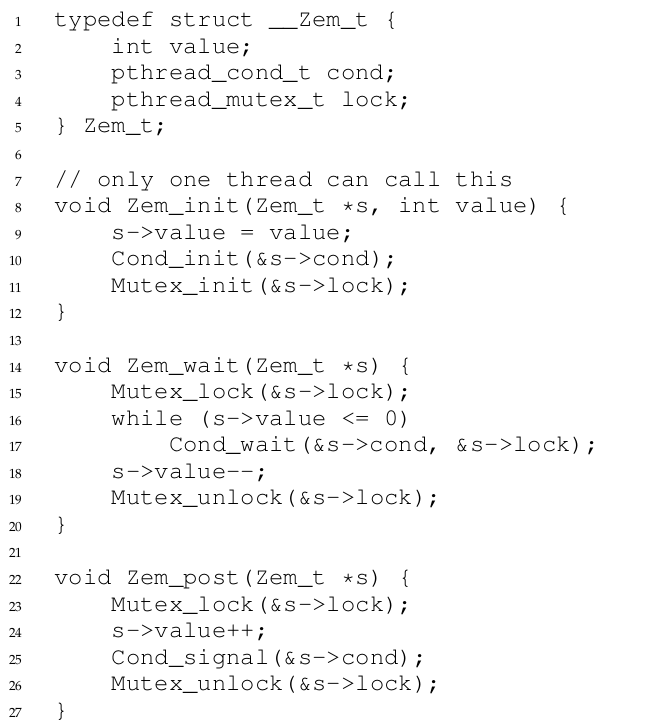 1 typedef struct __Zem_t {
2     int value;
3     pthread_cond_t cond;
4     pthread_mutex_t lock;
5 } Zem_t;
6
7 // only one thread can call this
8 void Zem_init(Zem_t *s, int value) {
9     s->value = value;
10     Cond_init(&s->cond);
11     Mutex_init(&s->lock);
12 }
13
14 void Zem_wait(Zem_t *s) {
15     Mutex_lock(&s->lock);
16     while (s->value <= 0)
17         Cond_wait(&s->cond, &s->lock);
18     s->value--;
19     Mutex_unlock(&s->lock);
20 }
21
22 void Zem_post(Zem_t *s) {
23     Mutex_lock(&s->lock);
24     s->value++;
25     Cond_signal(&s->cond);
26     Mutex_unlock(&s->lock);
27 }